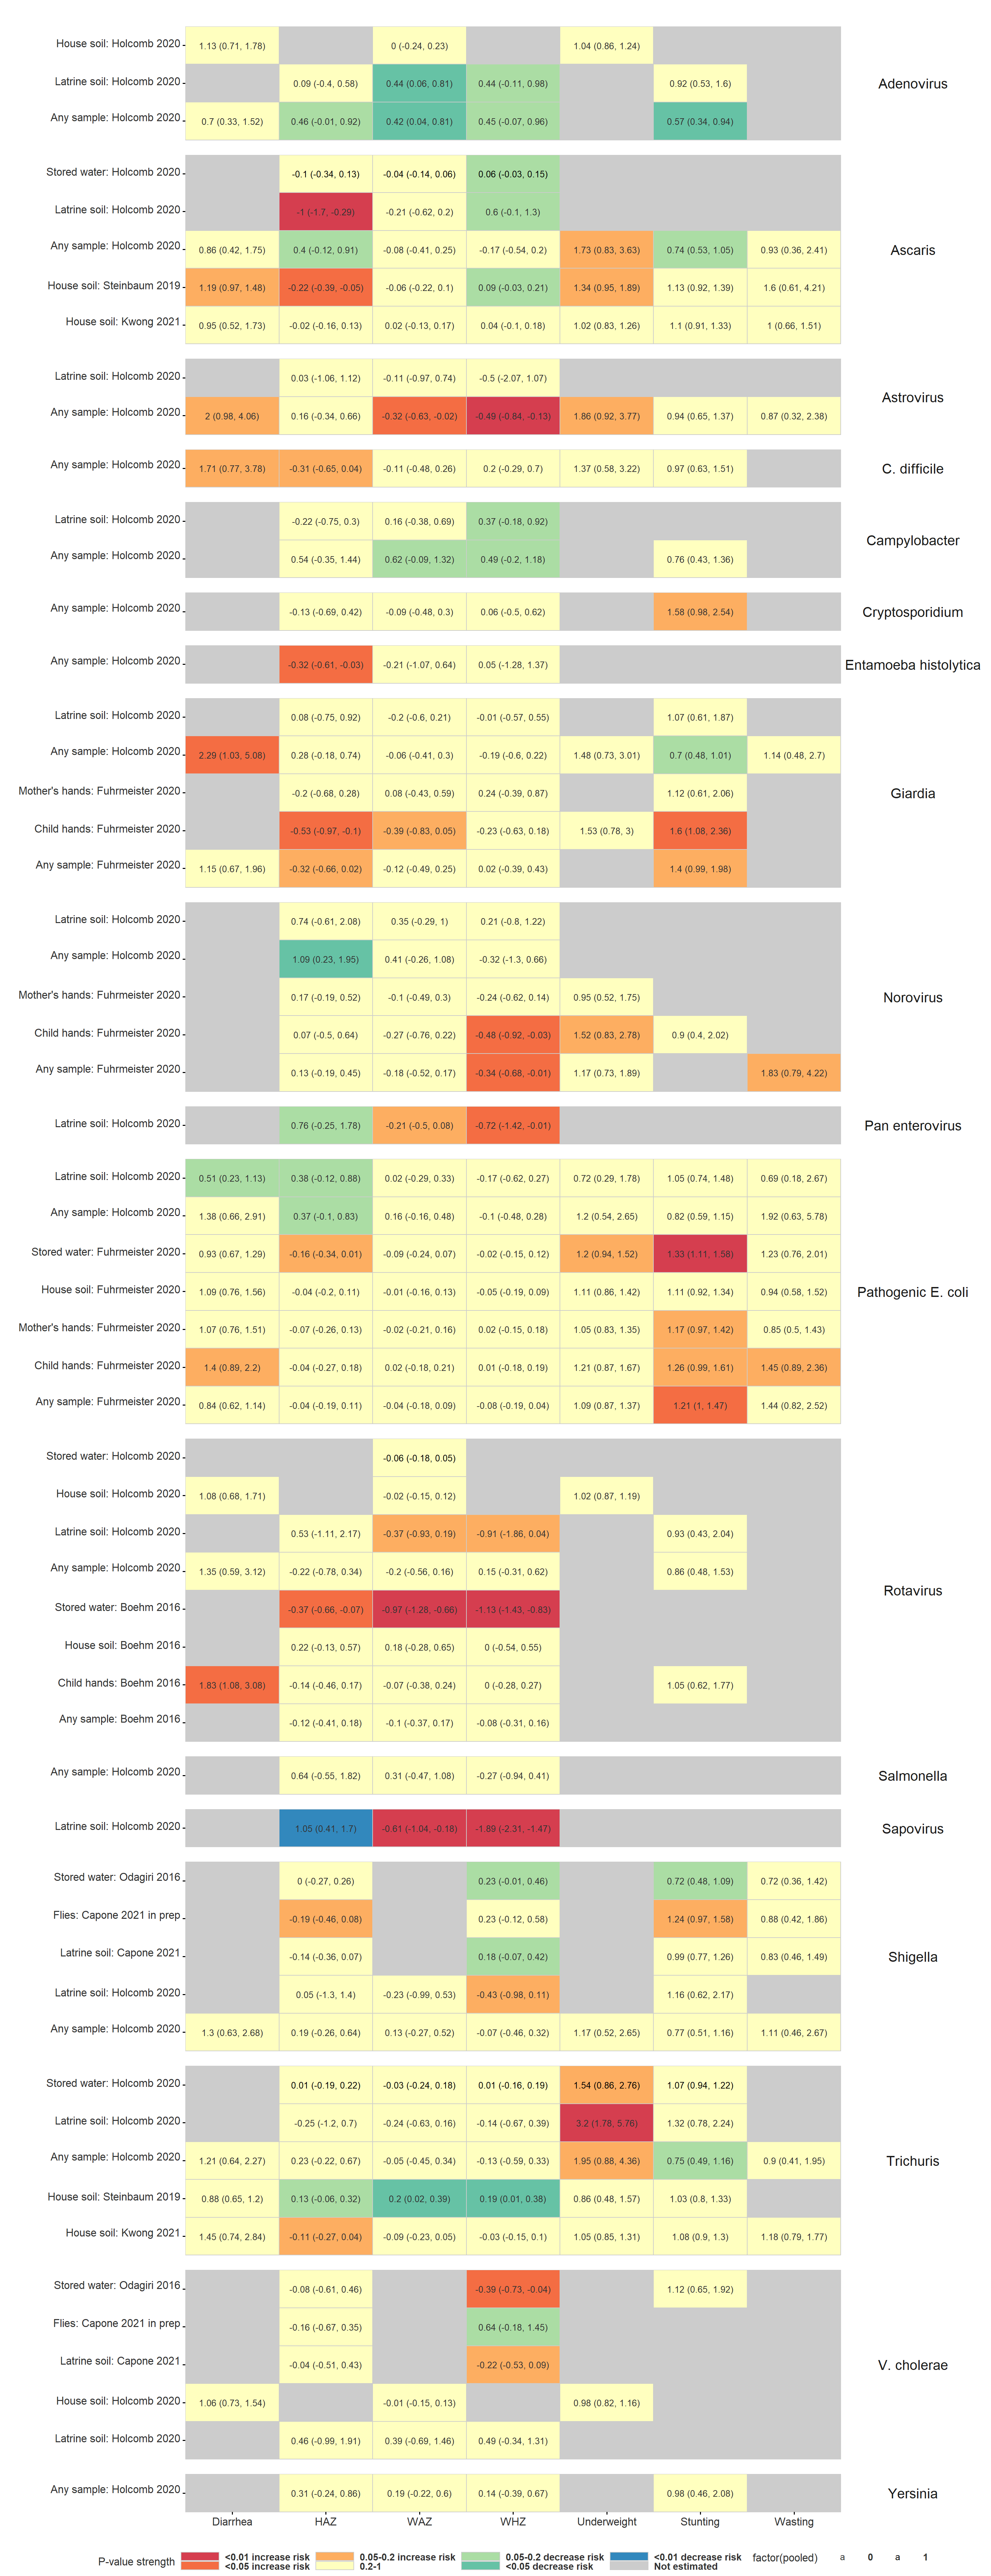 House soil: Holcomb 2020 1.13 (0.71, 1.78) 0 (-0.24, 0.23) 1.04 (0.86, 1.24)
Latrine soil: Holcomb 2020 0.09 (-0.4, 0.58) 0.44 (0.06, 0.81) 0.44 (-0.11, 0.98) 0.92 (0.53, 1.6)
Adenovirus
Any sample: Holcomb 2020 0.7 (0.33, 1.52) 0.46 (-0.01, 0.92) 0.42 (0.04, 0.81) 0.45 (-0.07, 0.96) 0.57 (0.34, 0.94)
Stored water: Holcomb 2020 -0.1 (-0.34, 0.13) -0.04 (-0.14, 0.06) 0.06 (-0.03, 0.15)
Latrine soil: Holcomb 2020 -1 (-1.7, -0.29) -0.21 (-0.62, 0.2) 0.6 (-0.1, 1.3)
Any sample: Holcomb 2020 0.86 (0.42, 1.75) 0.4 (-0.12, 0.91) -0.08 (-0.41, 0.25) -0.17 (-0.54, 0.2) 1.73 (0.83, 3.63) 0.74 (0.53, 1.05) 0.93 (0.36, 2.41)
Ascaris
House soil: Steinbaum 2019 1.19 (0.97, 1.48) -0.22 (-0.39, -0.05) -0.06 (-0.22, 0.1) 0.09 (-0.03, 0.21) 1.34 (0.95, 1.89) 1.13 (0.92, 1.39) 1.6 (0.61, 4.21)
House soil: Kwong 2021 0.95 (0.52, 1.73) -0.02 (-0.16, 0.13) 0.02 (-0.13, 0.17) 0.04 (-0.1, 0.18) 1.02 (0.83, 1.26) 1.1 (0.91, 1.33) 1 (0.66, 1.51)
Latrine soil: Holcomb 2020 0.03 (-1.06, 1.12) -0.11 (-0.97, 0.74) -0.5 (-2.07, 1.07)
Astrovirus
Any sample: Holcomb 2020 2 (0.98, 4.06) 0.16 (-0.34, 0.66) -0.32 (-0.63, -0.02) -0.49 (-0.84, -0.13) 1.86 (0.92, 3.77) 0.94 (0.65, 1.37) 0.87 (0.32, 2.38)
Any sample: Holcomb 2020 1.71 (0.77, 3.78) -0.31 (-0.65, 0.04) -0.11 (-0.48, 0.26) 0.2 (-0.29, 0.7) 1.37 (0.58, 3.22) 0.97 (0.63, 1.51) C. difficile
Latrine soil: Holcomb 2020 -0.22 (-0.75, 0.3) 0.16 (-0.38, 0.69) 0.37 (-0.18, 0.92)
Campylobacter
Any sample: Holcomb 2020 0.54 (-0.35, 1.44) 0.62 (-0.09, 1.32) 0.49 (-0.2, 1.18) 0.76 (0.43, 1.36)
Any sample: Holcomb 2020 -0.13 (-0.69, 0.42) -0.09 (-0.48, 0.3) 0.06 (-0.5, 0.62) 1.58 (0.98, 2.54) Cryptosporidium
Any sample: Holcomb 2020 -0.32 (-0.61, -0.03) -0.21 (-1.07, 0.64) 0.05 (-1.28, 1.37) Entamoeba histolytica
Latrine soil: Holcomb 2020 0.08 (-0.75, 0.92) -0.2 (-0.6, 0.21) -0.01 (-0.57, 0.55) 1.07 (0.61, 1.87)
Any sample: Holcomb 2020 2.29 (1.03, 5.08) 0.28 (-0.18, 0.74) -0.06 (-0.41, 0.3) -0.19 (-0.6, 0.22) 1.48 (0.73, 3.01) 0.7 (0.48, 1.01) 1.14 (0.48, 2.7)
Mother's hands: Fuhrmeister 2020 -0.2 (-0.68, 0.28) 0.08 (-0.43, 0.59) 0.24 (-0.39, 0.87) 1.12 (0.61, 2.06) Giardia
Child hands: Fuhrmeister 2020 -0.53 (-0.97, -0.1) -0.39 (-0.83, 0.05) -0.23 (-0.63, 0.18) 1.53 (0.78, 3) 1.6 (1.08, 2.36)
Any sample: Fuhrmeister 2020 1.15 (0.67, 1.96) -0.32 (-0.66, 0.02) -0.12 (-0.49, 0.25) 0.02 (-0.39, 0.43) 1.4 (0.99, 1.98)
Latrine soil: Holcomb 2020 0.74 (-0.61, 2.08) 0.35 (-0.29, 1) 0.21 (-0.8, 1.22)
Any sample: Holcomb 2020 1.09 (0.23, 1.95) 0.41 (-0.26, 1.08) -0.32 (-1.3, 0.66)
Mother's hands: Fuhrmeister 2020 0.17 (-0.19, 0.52) -0.1 (-0.49, 0.3) -0.24 (-0.62, 0.14) 0.95 (0.52, 1.75) Norovirus
Child hands: Fuhrmeister 2020 0.07 (-0.5, 0.64) -0.27 (-0.76, 0.22) -0.48 (-0.92, -0.03) 1.52 (0.83, 2.78) 0.9 (0.4, 2.02)
Any sample: Fuhrmeister 2020 0.13 (-0.19, 0.45) -0.18 (-0.52, 0.17) -0.34 (-0.68, -0.01) 1.17 (0.73, 1.89) 1.83 (0.79, 4.22)
Latrine soil: Holcomb 2020 0.76 (-0.25, 1.78) -0.21 (-0.5, 0.08) -0.72 (-1.42, -0.01) Pan enterovirus
Latrine soil: Holcomb 2020 0.51 (0.23, 1.13) 0.38 (-0.12, 0.88) 0.02 (-0.29, 0.33) -0.17 (-0.62, 0.27) 0.72 (0.29, 1.78) 1.05 (0.74, 1.48) 0.69 (0.18, 2.67)
Any sample: Holcomb 2020 1.38 (0.66, 2.91) 0.37 (-0.1, 0.83) 0.16 (-0.16, 0.48) -0.1 (-0.48, 0.28) 1.2 (0.54, 2.65) 0.82 (0.59, 1.15) 1.92 (0.63, 5.78)
Stored water: Fuhrmeister 2020 0.93 (0.67, 1.29) -0.16 (-0.34, 0.01) -0.09 (-0.24, 0.07) -0.02 (-0.15, 0.12) 1.2 (0.94, 1.52) 1.33 (1.11, 1.58) 1.23 (0.76, 2.01)
House soil: Fuhrmeister 2020 1.09 (0.76, 1.56) -0.04 (-0.2, 0.11) -0.01 (-0.16, 0.13) -0.05 (-0.19, 0.09) 1.11 (0.86, 1.42) 1.11 (0.92, 1.34) 0.94 (0.58, 1.52) Pathogenic E. coli
Mother's hands: Fuhrmeister 2020 1.07 (0.76, 1.51) -0.07 (-0.26, 0.13) -0.02 (-0.21, 0.16) 0.02 (-0.15, 0.18) 1.05 (0.83, 1.35) 1.17 (0.97, 1.42) 0.85 (0.5, 1.43)
Child hands: Fuhrmeister 2020 1.4 (0.89, 2.2) -0.04 (-0.27, 0.18) 0.02 (-0.18, 0.21) 0.01 (-0.18, 0.19) 1.21 (0.87, 1.67) 1.26 (0.99, 1.61) 1.45 (0.89, 2.36)
Any sample: Fuhrmeister 2020 0.84 (0.62, 1.14) -0.04 (-0.19, 0.11) -0.04 (-0.18, 0.09) -0.08 (-0.19, 0.04) 1.09 (0.87, 1.37) 1.21 (1, 1.47) 1.44 (0.82, 2.52)
Stored water: Holcomb 2020 -0.06 (-0.18, 0.05)
House soil: Holcomb 2020 1.08 (0.68, 1.71) -0.02 (-0.15, 0.12) 1.02 (0.87, 1.19)
Latrine soil: Holcomb 2020 0.53 (-1.11, 2.17) -0.37 (-0.93, 0.19) -0.91 (-1.86, 0.04) 0.93 (0.43, 2.04)
Any sample: Holcomb 2020 1.35 (0.59, 3.12) -0.22 (-0.78, 0.34) -0.2 (-0.56, 0.16) 0.15 (-0.31, 0.62) 0.86 (0.48, 1.53)
Rotavirus
Stored water: Boehm 2016 -0.37 (-0.66, -0.07) -0.97 (-1.28, -0.66) -1.13 (-1.43, -0.83)
House soil: Boehm 2016 0.22 (-0.13, 0.57) 0.18 (-0.28, 0.65) 0 (-0.54, 0.55)
Child hands: Boehm 2016 1.83 (1.08, 3.08) -0.14 (-0.46, 0.17) -0.07 (-0.38, 0.24) 0 (-0.28, 0.27) 1.05 (0.62, 1.77)
Any sample: Boehm 2016 -0.12 (-0.41, 0.18) -0.1 (-0.37, 0.17) -0.08 (-0.31, 0.16)
Any sample: Holcomb 2020 0.64 (-0.55, 1.82) 0.31 (-0.47, 1.08) -0.27 (-0.94, 0.41) Salmonella
Latrine soil: Holcomb 2020 1.05 (0.41, 1.7) -0.61 (-1.04, -0.18) -1.89 (-2.31, -1.47) Sapovirus
Stored water: Odagiri 2016 0 (-0.27, 0.26) 0.23 (-0.01, 0.46) 0.72 (0.48, 1.09) 0.72 (0.36, 1.42)
Flies: Capone 2021 in prep -0.19 (-0.46, 0.08) 0.23 (-0.12, 0.58) 1.24 (0.97, 1.58) 0.88 (0.42, 1.86)
Latrine soil: Capone 2021 -0.14 (-0.36, 0.07) 0.18 (-0.07, 0.42) 0.99 (0.77, 1.26) 0.83 (0.46, 1.49) Shigella
Latrine soil: Holcomb 2020 0.05 (-1.3, 1.4) -0.23 (-0.99, 0.53) -0.43 (-0.98, 0.11) 1.16 (0.62, 2.17)
Any sample: Holcomb 2020 1.3 (0.63, 2.68) 0.19 (-0.26, 0.64) 0.13 (-0.27, 0.52) -0.07 (-0.46, 0.32) 1.17 (0.52, 2.65) 0.77 (0.51, 1.16) 1.11 (0.46, 2.67)
Stored water: Holcomb 2020 0.01 (-0.19, 0.22) -0.03 (-0.24, 0.18) 0.01 (-0.16, 0.19) 1.54 (0.86, 2.76) 1.07 (0.94, 1.22)
Latrine soil: Holcomb 2020 -0.25 (-1.2, 0.7) -0.24 (-0.63, 0.16) -0.14 (-0.67, 0.39) 3.2 (1.78, 5.76) 1.32 (0.78, 2.24)
Any sample: Holcomb 2020 1.21 (0.64, 2.27) 0.23 (-0.22, 0.67) -0.05 (-0.45, 0.34) -0.13 (-0.59, 0.33) 1.95 (0.88, 4.36) 0.75 (0.49, 1.16) 0.9 (0.41, 1.95) Trichuris
House soil: Steinbaum 2019 0.88 (0.65, 1.2) 0.13 (-0.06, 0.32) 0.2 (0.02, 0.39) 0.19 (0.01, 0.38) 0.86 (0.48, 1.57) 1.03 (0.8, 1.33)
House soil: Kwong 2021 1.45 (0.74, 2.84) -0.11 (-0.27, 0.04) -0.09 (-0.23, 0.05) -0.03 (-0.15, 0.1) 1.05 (0.85, 1.31) 1.08 (0.9, 1.3) 1.18 (0.79, 1.77)
Stored water: Odagiri 2016 -0.08 (-0.61, 0.46) -0.39 (-0.73, -0.04) 1.12 (0.65, 1.92)
Flies: Capone 2021 in prep -0.16 (-0.67, 0.35) 0.64 (-0.18, 1.45)
Latrine soil: Capone 2021 -0.04 (-0.51, 0.43) -0.22 (-0.53, 0.09) V. cholerae
House soil: Holcomb 2020 1.06 (0.73, 1.54) -0.01 (-0.15, 0.13) 0.98 (0.82, 1.16)
Latrine soil: Holcomb 2020 0.46 (-0.99, 1.91) 0.39 (-0.69, 1.46) 0.49 (-0.34, 1.31)
Any sample: Holcomb 2020 0.31 (-0.24, 0.86) 0.19 (-0.22, 0.6) 0.14 (-0.39, 0.67) 0.98 (0.46, 2.08) Yersinia
Diarrhea HAZ WAZ WHZ Underweight Stunting Wasting
P-value strength <0.01 increase risk 0.05-0.2 increase risk 0.05-0.2 decrease risk <0.01 decrease risk factor(pooled) a 0 a 1
<0.05 increase risk 0.2-1 <0.05 decrease risk Not estimated